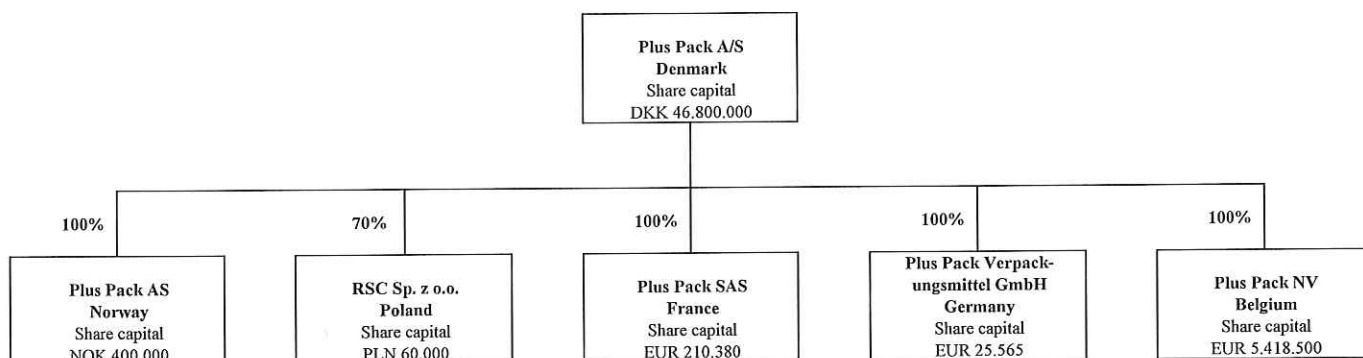 Plus Pack A/S
Denmark
Share capital
DKK 46.800.000
100%
70%
100%
100%
100%
Plus Pack AS
Norway
Share capital
NOK 400.000
RSC Sp. z o.o.
Poland
Share capital
PLN 60.000
Plus Pack SAS
France
Share capital
EUR 210.380
Plus Pack Verpack-
ungsmittel GmbH
Germany
Share capital
EUR 25.565
Plus Pack NV
Belgium
Share capital
EUR 5.418.500